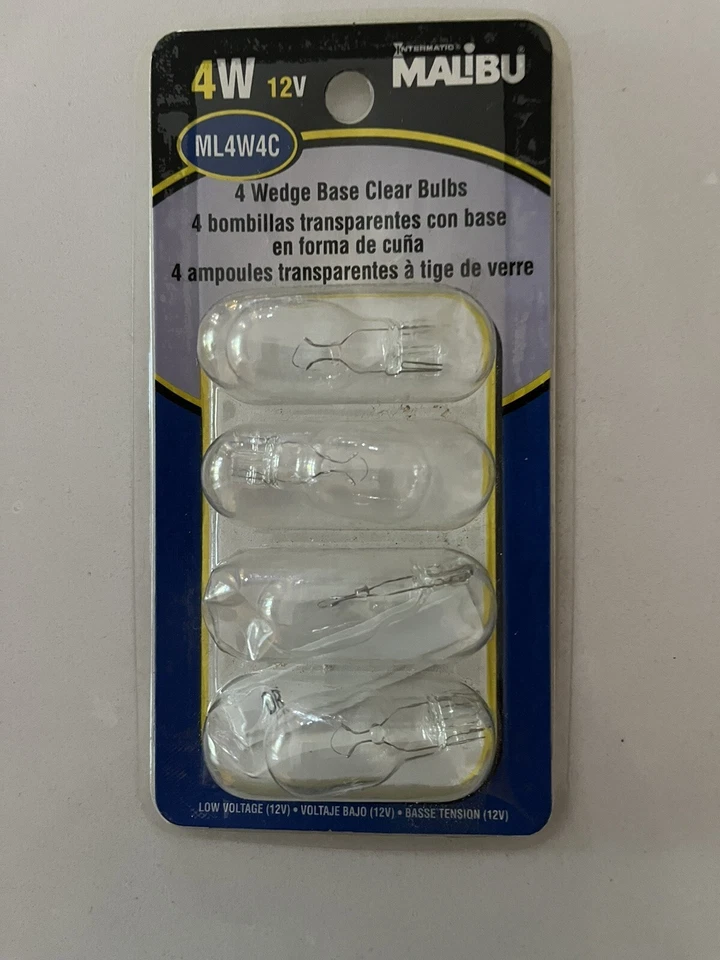 4W 12V
INTERMATIC®
MALiBU®
ML4W4C
4 Wedge Base Clear Bulbs
4 bombillas transparentes con base
en forma de cuña
4 ampoules transparentes à tige de verre
LOW VOLTAGE (12V) • VOLTAJE BAJO (12V) • BASSE TENSION (12V)